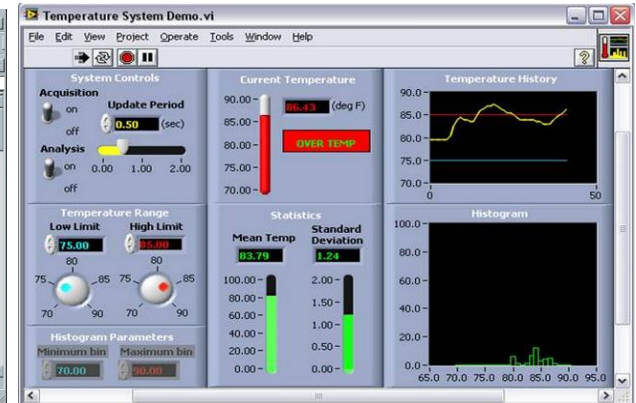 Temperature System Demo.vi
File Edit View Project Operate Tools Window Help
System Controls
Acquisition
on
off
Update Period
0.50 (sec)
Analysis
on
off
0.00 1.00 2.00
Current Temperature
90.00
85.00
80.00
75.00
70.00
86.43 (deg F)
OVER TEMP
Temperature History
90.0
85.0
80.0
75.0
70.0
0 50
Temperature Range
Low Limit High Limit
75.00 85.00
80 80
75 85 75 85
70 90 70 90
Histogram Parameters
Minimum bin Maximum bin
70.00 90.00
Statistics
Mean Temp
83.79
Standard
Deviation
1.24
100.00
80.00
60.00
40.00
20.00
0.00
2.00
1.50
1.00
0.50
0.00
Histogram
100.0
80.0
60.0
40.0
20.0
0.0
65.0 70.0 75.0 80.0 85.0 90.0 95.0